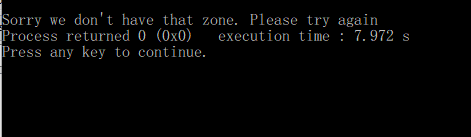 Sorry we don't have that zone. Please try again
Process returned 0 (0x0)   execution time : 7.972 s
Press any key to continue.